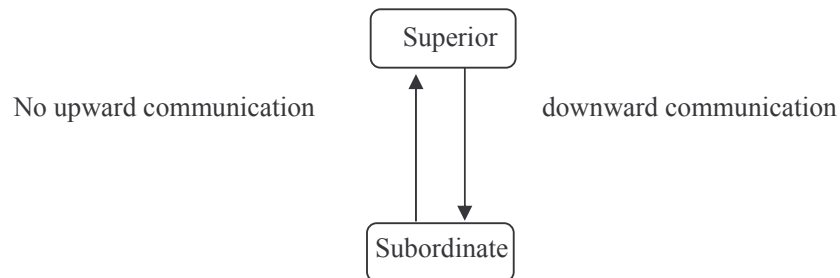 Superior
No upward communication
downward communication
Subordinate